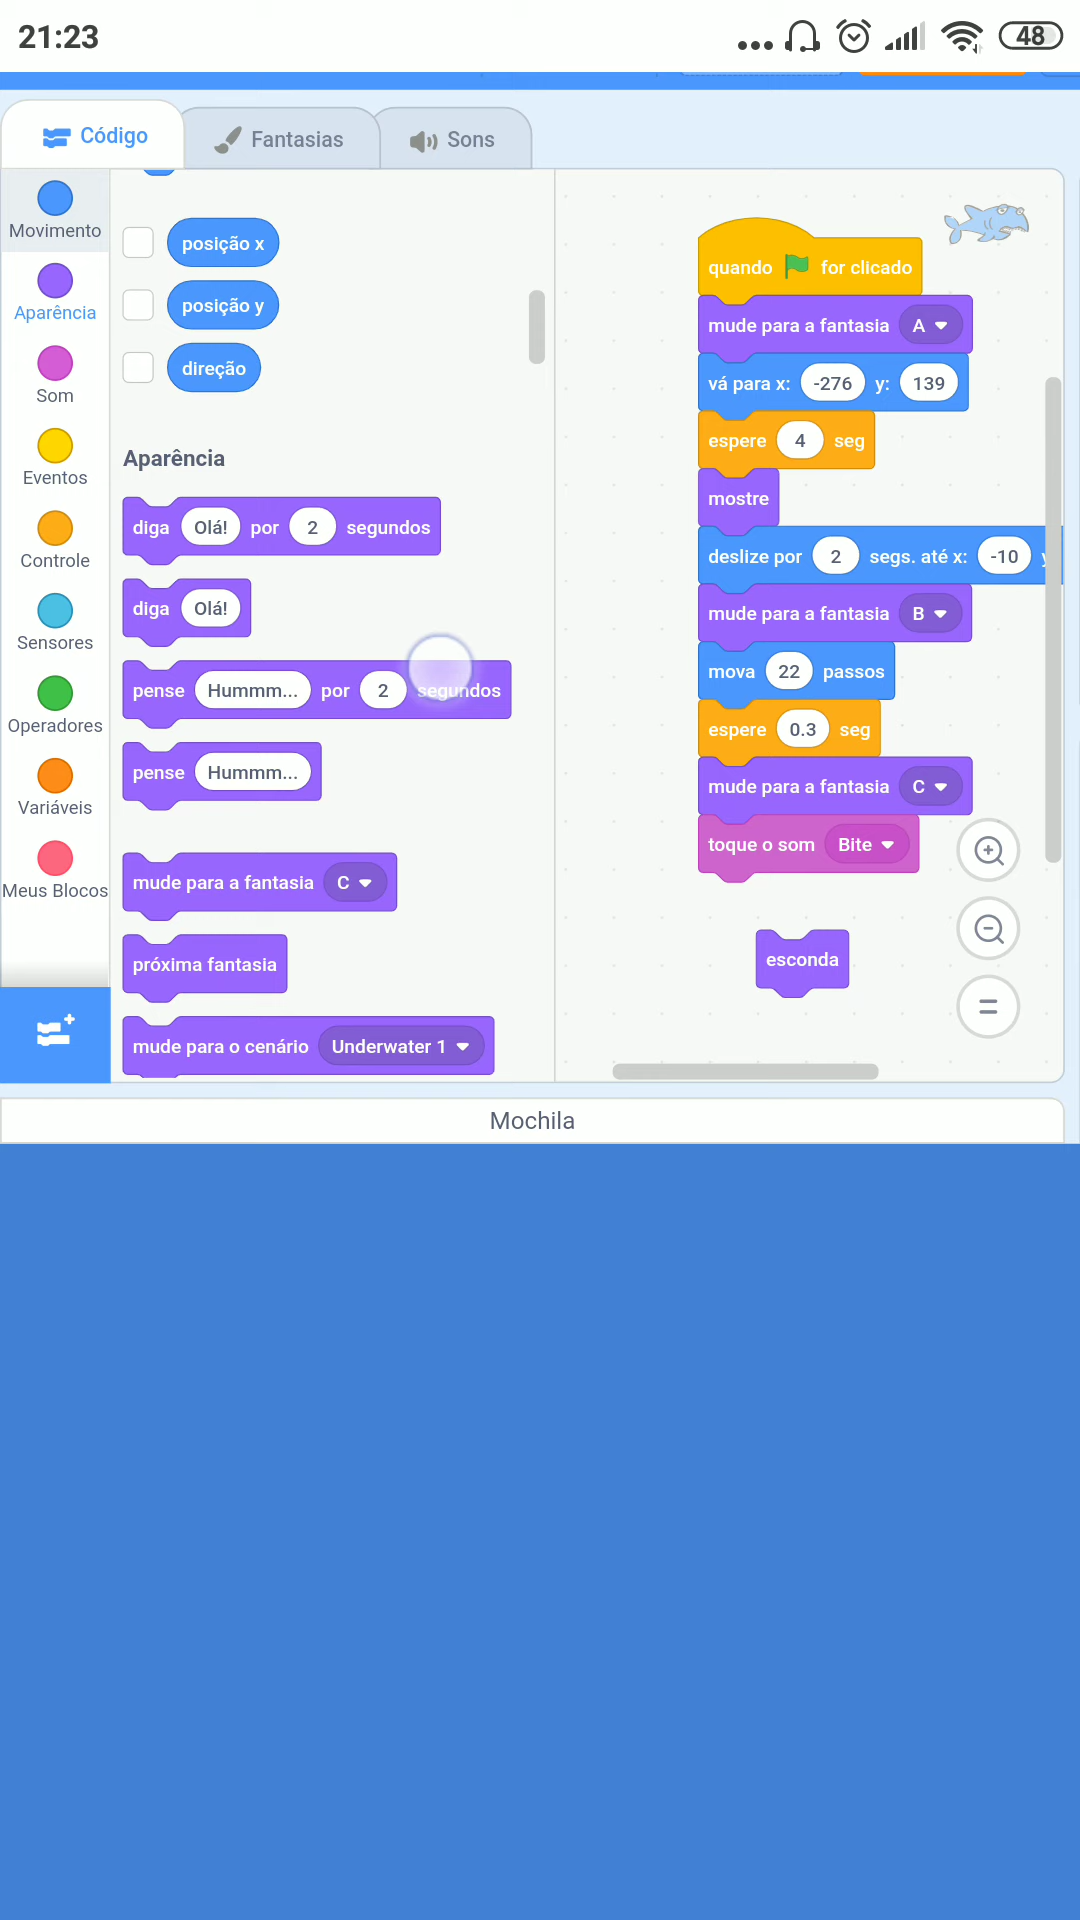 21:23
48
Código
Fantasias
Sons
Movimento
Aparência
Som
Eventos
Controle
Sensores
Operadores
Variáveis
Meus Blocos
posição x
posição y
direção
Aparência
diga Olá! por 2 segundos
diga Olá!
pense Hummm... por 2 segundos
pense Hummm...
mude para a fantasia C
próxima fantasia
mude para o cenário Underwater 1
quando for clicado
mude para a fantasia A
vá para x: -276 y: 139
espere 4 seg
mostre
deslize por 2 segs. até x: -10 y
mude para a fantasia B
mova 22 passos
espere 0.3 seg
mude para a fantasia C
toque o som Bite
esconda
Mochila